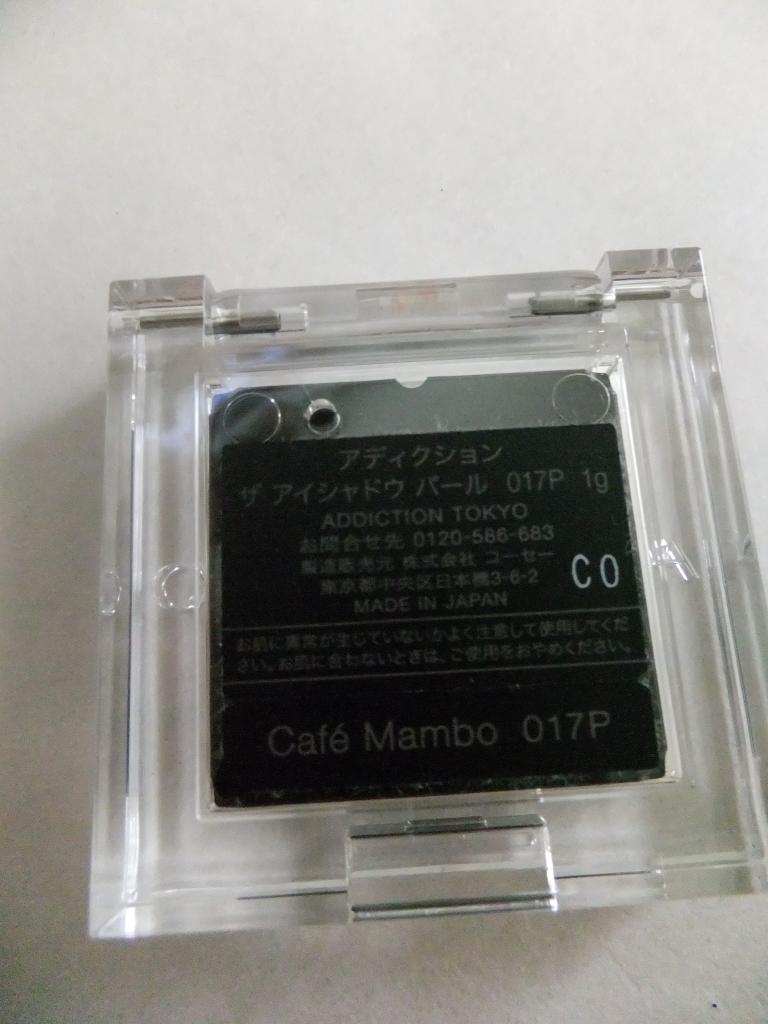 アディクション
ザ アイシャドウ パール 017P 1g
ADDICTION TOKYO
お問合せ先 0120-586-683
製造販売元 株式会社 コーセー
東京都中央区日本橋3-6-2
CO
MADE IN JAPAN
お肌に異常が生じていないかよく注意して使用してくだ
さい。お肌に合わないときは、ご使用をおやめください。
Café Mambo 017P